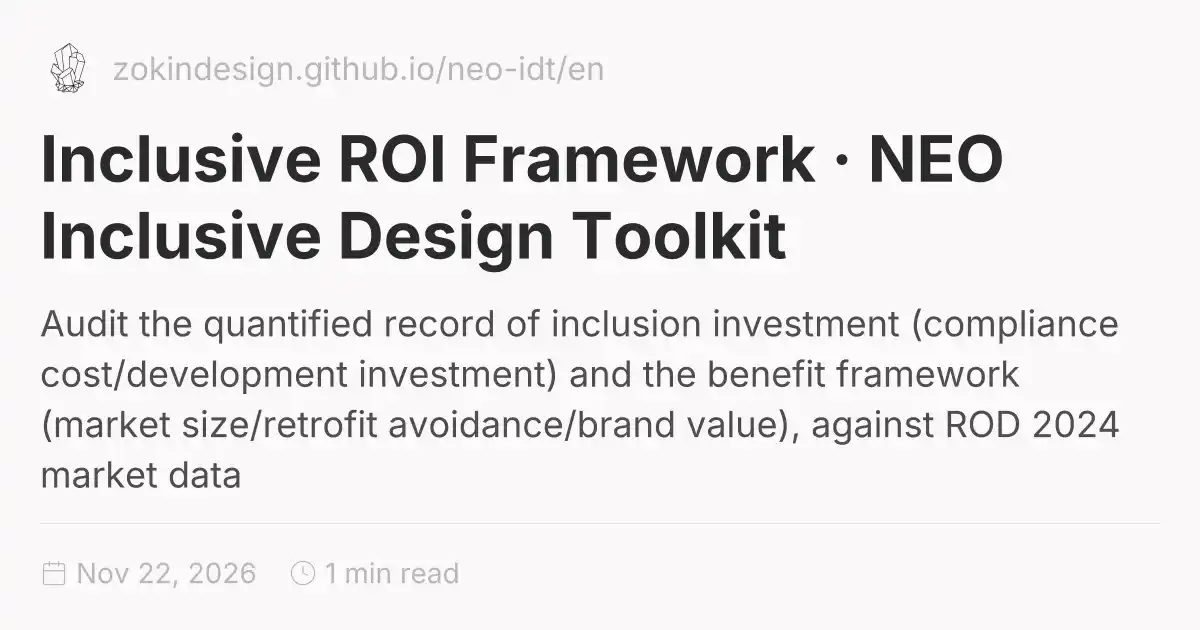 zokindesign.github.io/neo-idt/en
Inclusive ROI Framework · NEO
Inclusive Design Toolkit
Audit the quantified record of inclusion investment (compliance
cost/development investment) and the benefit framework
(market size/retrofit avoidance/brand value), against ROD 2024
market data
Nov 22, 2026 1 min read